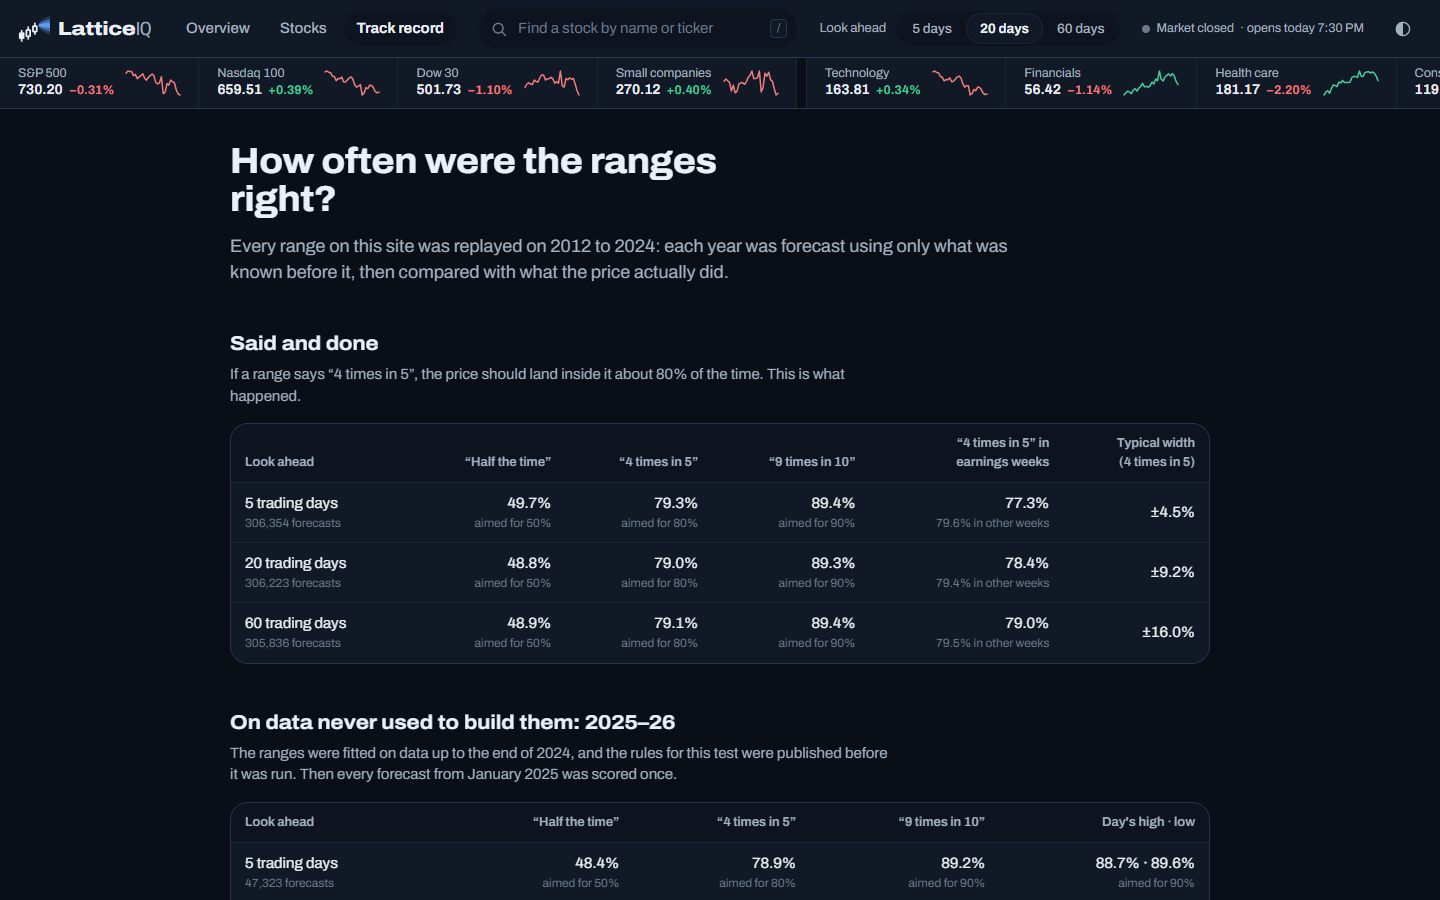 LatticeIQ
Overview
Stocks
Track record
Find a stock by name or ticker
/
Look ahead
5 days
20 days
60 days
Market closed · opens today 7:30 PM
S&P 500
730.20 −0.31%
Nasdaq 100
659.51 +0.39%
Dow 30
501.73 −1.10%
Small companies
270.12 +0.40%
Technology
163.81 +0.34%
Financials
56.42 −1.14%
Health care
181.17 −2.20%
Cons
119
How often were the ranges
right?
Every range on this site was replayed on 2012 to 2024: each year was forecast using only what was
known before it, then compared with what the price actually did.
Said and done
If a range says “4 times in 5”, the price should land inside it about 80% of the time. This is what
happened.
Look ahead
“Half the time”
“4 times in 5”
“9 times in 10”
“4 times in 5” in
earnings weeks
Typical width
(4 times in 5)
5 trading days
306,354 forecasts
49.7%
aimed for 50%
79.3%
aimed for 80%
89.4%
aimed for 90%
77.3%
79.6% in other weeks
±4.5%
20 trading days
306,223 forecasts
48.8%
aimed for 50%
79.0%
aimed for 80%
89.3%
aimed for 90%
78.4%
79.4% in other weeks
±9.2%
60 trading days
305,836 forecasts
48.9%
aimed for 50%
79.1%
aimed for 80%
89.4%
aimed for 90%
79.0%
79.5% in other weeks
±16.0%
On data never used to build them: 2025–26
The ranges were fitted on data up to the end of 2024, and the rules for this test were published before
it was run. Then every forecast from January 2025 was scored once.
Look ahead
“Half the time”
“4 times in 5”
“9 times in 10”
Day's high · low
5 trading days
47,323 forecasts
48.4%
aimed for 50%
78.9%
aimed for 80%
89.2%
aimed for 90%
88.7% · 89.6%
aimed for 90%